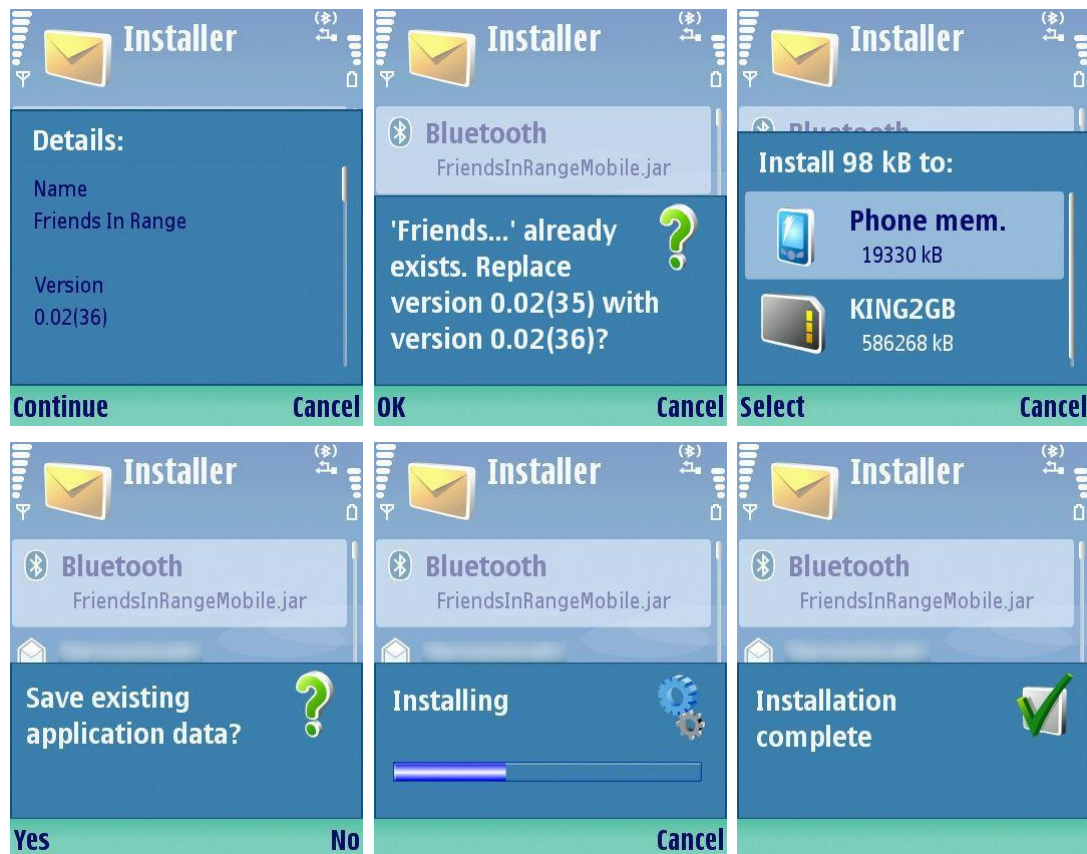 Installer
Details:
Name
Friends In Range
Version
0.02(36)
Continue Cancel
Installer
Bluetooth
FriendsInRangeMobile.jar
'Friends...' already
exists. Replace
version 0.02(35) with
version 0.02(36)?
OK Cancel
Installer
Bluetooth
Install 98 kB to:
Phone mem.
19330 kB
KING2GB
586268 kB
Select Cancel
Installer
Bluetooth
FriendsInRangeMobile.jar
Save existing
application data?
Yes No
Installer
Bluetooth
FriendsInRangeMobile.jar
Installing
Cancel
Installer
Bluetooth
FriendsInRangeMobile.jar
Installation
complete